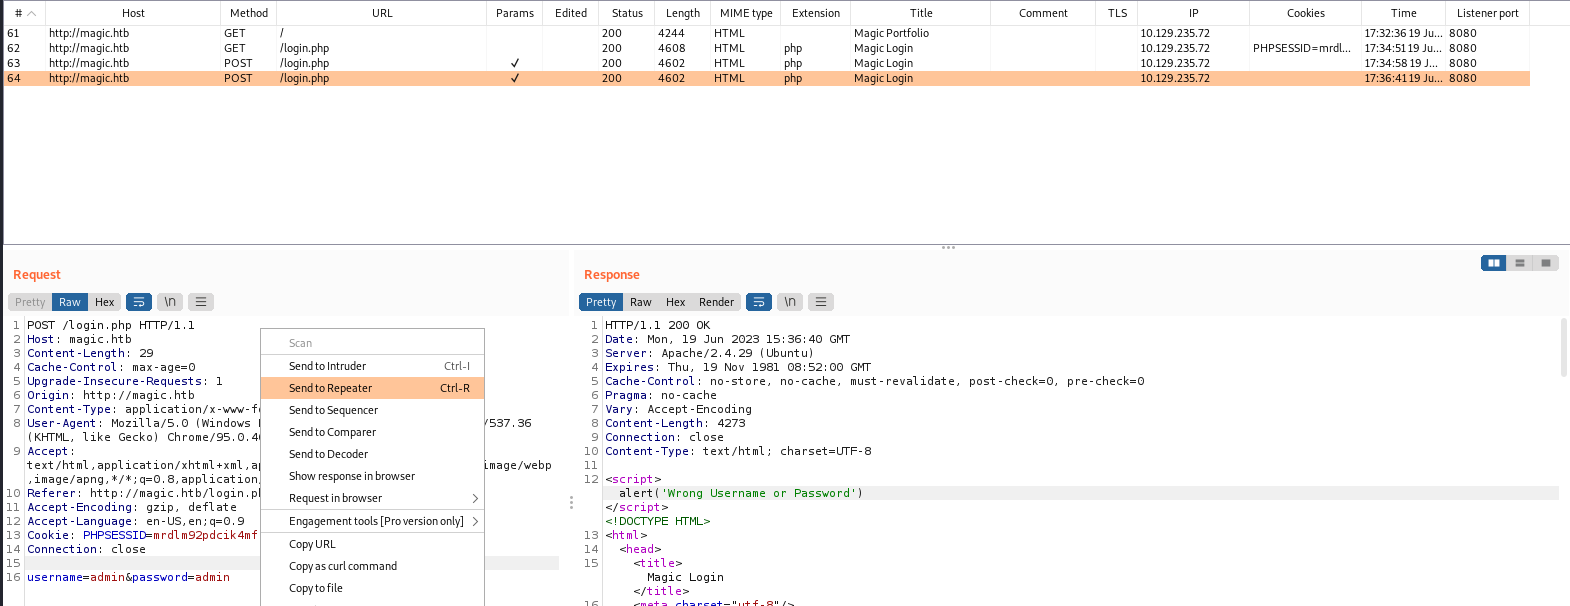 # Host Method URL Params Edited Status Length MIME type Extension Title Comment TLS IP Cookies Time Listener port
61 http://magic.htb GET / 200 4244 HTML Magic Portfolio 10.129.235.72 17:32:36 19 Ju... 8080
62 http://magic.htb GET /login.php 200 4608 HTML php Magic Login 10.129.235.72 PHPSESSID=mrdl... 17:34:51 19 Ju... 8080
63 http://magic.htb POST /login.php ✓ 200 4602 HTML php Magic Login 10.129.235.72 17:34:58 19 J... 8080
64 http://magic.htb POST /login.php ✓ 200 4602 HTML php Magic Login 10.129.235.72 17:36:41 19 Ju... 8080
Request
Pretty Raw Hex \n
1 POST /login.php HTTP/1.1
2 Host: magic.htb
3 Content-Length: 29
4 Cache-Control: max-age=0
5 Upgrade-Insecure-Requests: 1
6 Origin: http://magic.htb
7 Content-Type: application/x-www-fo
8 User-Agent: Mozilla/5.0 (Windows /537.36
(KHTML, like Gecko) Chrome/95.0.46
9 Accept:
text/html,application/xhtml+xml,ap image/webp
,image/apng,*/*;q=0.8,application/
10 Referer: http://magic.htb/login.ph
11 Accept-Encoding: gzip, deflate
12 Accept-Language: en-US,en;q=0.9
13 Cookie: PHPSESSID=mrdlm92pdcik4mf
14 Connection: close
15
16 username=admin&password=admin
Scan
Send to Intruder Ctrl-I
Send to Repeater Ctrl-R
Send to Sequencer
Send to Comparer
Send to Decoder
Show response in browser
Request in browser
Engagement tools [Pro version only]
Copy URL
Copy as curl command
Copy to file
Response
Pretty Raw Hex Render \n
1 HTTP/1.1 200 OK
2 Date: Mon, 19 Jun 2023 15:36:40 GMT
3 Server: Apache/2.4.29 (Ubuntu)
4 Expires: Thu, 19 Nov 1981 08:52:00 GMT
5 Cache-Control: no-store, no-cache, must-revalidate, post-check=0, pre-check=0
6 Pragma: no-cache
7 Vary: Accept-Encoding
8 Content-Length: 4273
9 Connection: close
10 Content-Type: text/html; charset=UTF-8
11
12 <script>
alert('Wrong Username or Password')
</script>
<!DOCTYPE HTML>
13 <html>
14 <head>
15 <title>
Magic Login
</title>
16 <meta charset="utf-8"/>